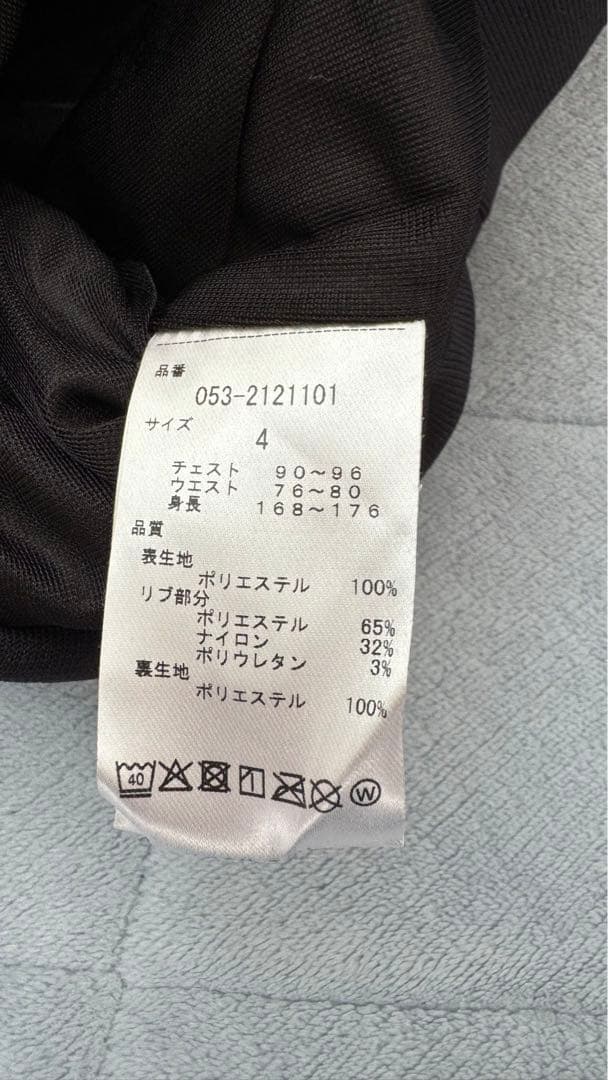 品番
053-2121101
サイズ
4
チェスト 90～96
ウエスト 76～80
身長 168～176
品質
表生地
ポリエステル 100%
リブ部分
ポリエステル 65%
ナイロン 32%
ポリウレタン 3%
裏生地
ポリエステル 100%
40 W